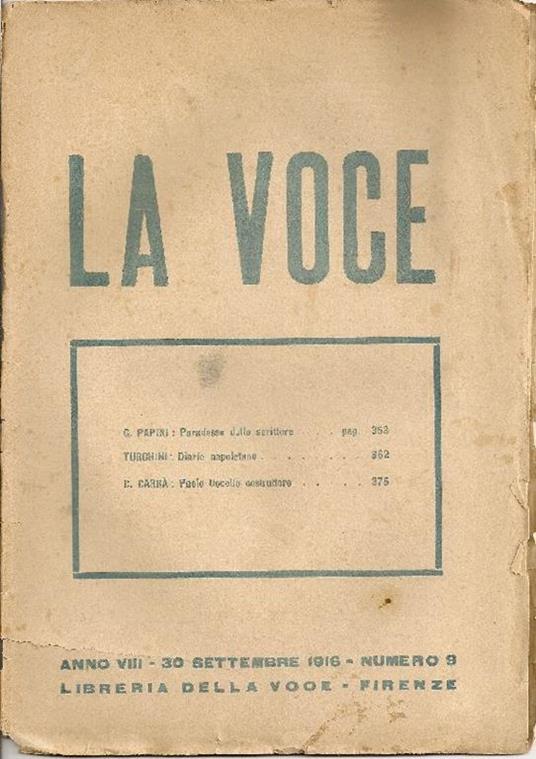 LA VOCE
G. PAPINI: Paradosso dello scrittore . . . . pag. 353
TURCHINI: Diario napoletano . . . . . . . . 362
C. CARRÀ: Paolo Uccello costruttore . . . . . 375
ANNO VIII - 30 SETTEMBRE 1916 - NUMERO 9
LIBRERIA DELLA VOCE - FIRENZE